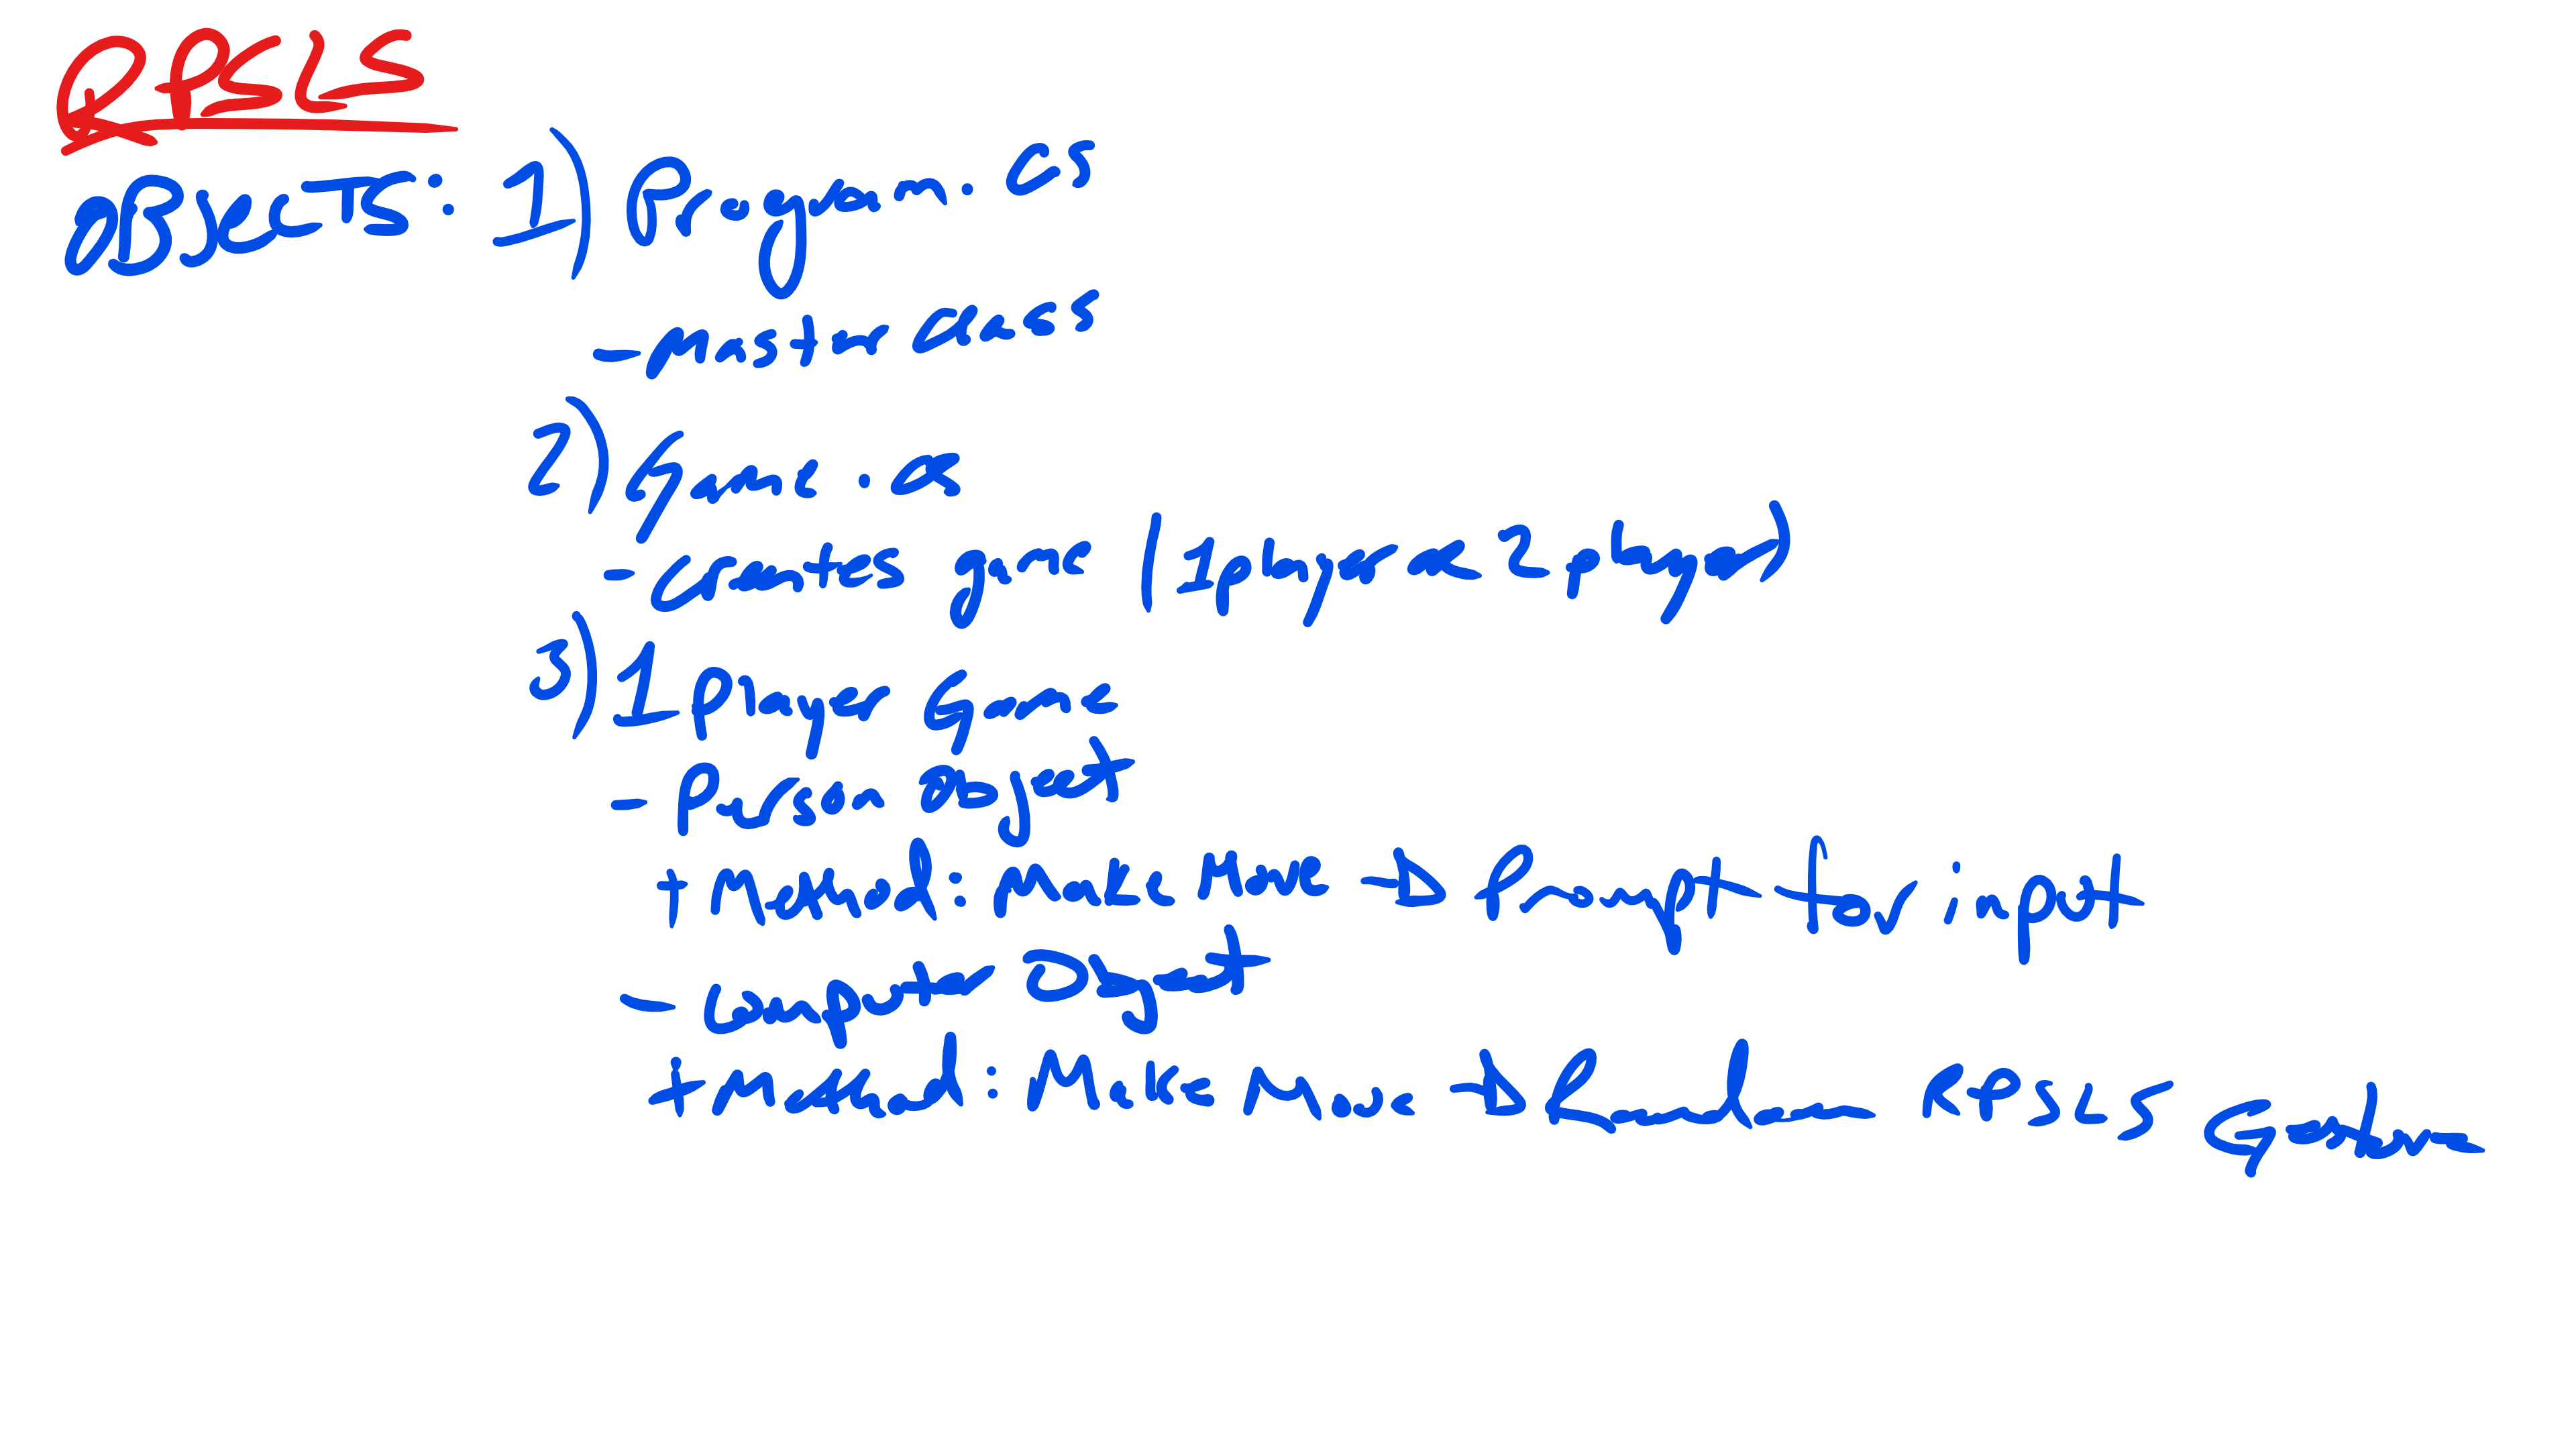 RPSLS
OBJECTS: 1) Program.cs
- Master class
2) Game.cs
- Creates game (1 player or 2 player)
3) 1 Player Game
- Person Object
+ Method: Make Move → Prompt for input
- Computer Object
+ Method: Make Move → Random RPSLS Gesture